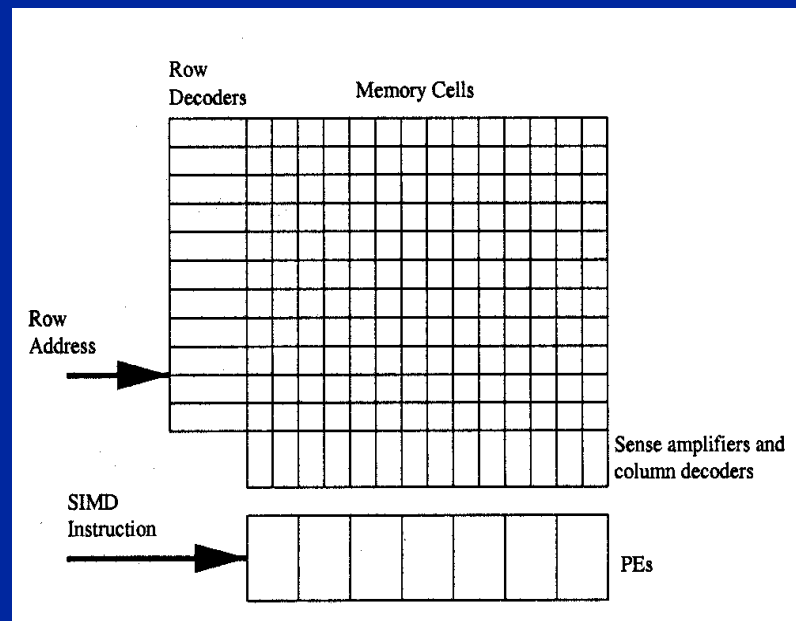 Row
Decoders
Memory Cells
Row
Address
Sense amplifiers and
column decoders
SIMD
Instruction
PEs